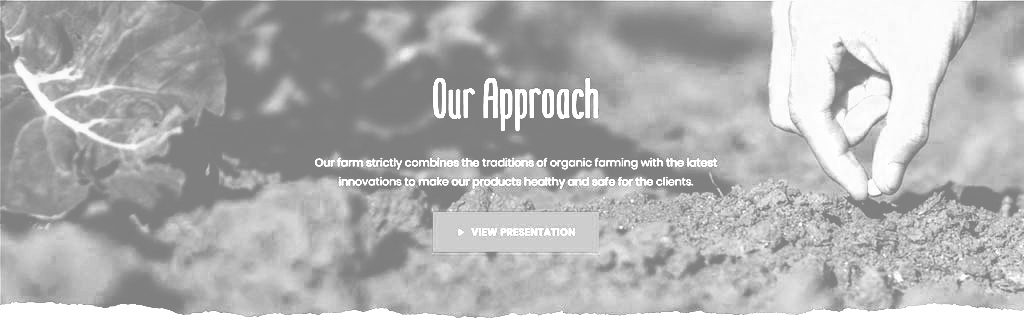 Our Approach
Our farm strictly combines the traditions of organic farming with the latest
innovations to make our products healthy and safe for the clients.
VIEW PRESENTATION